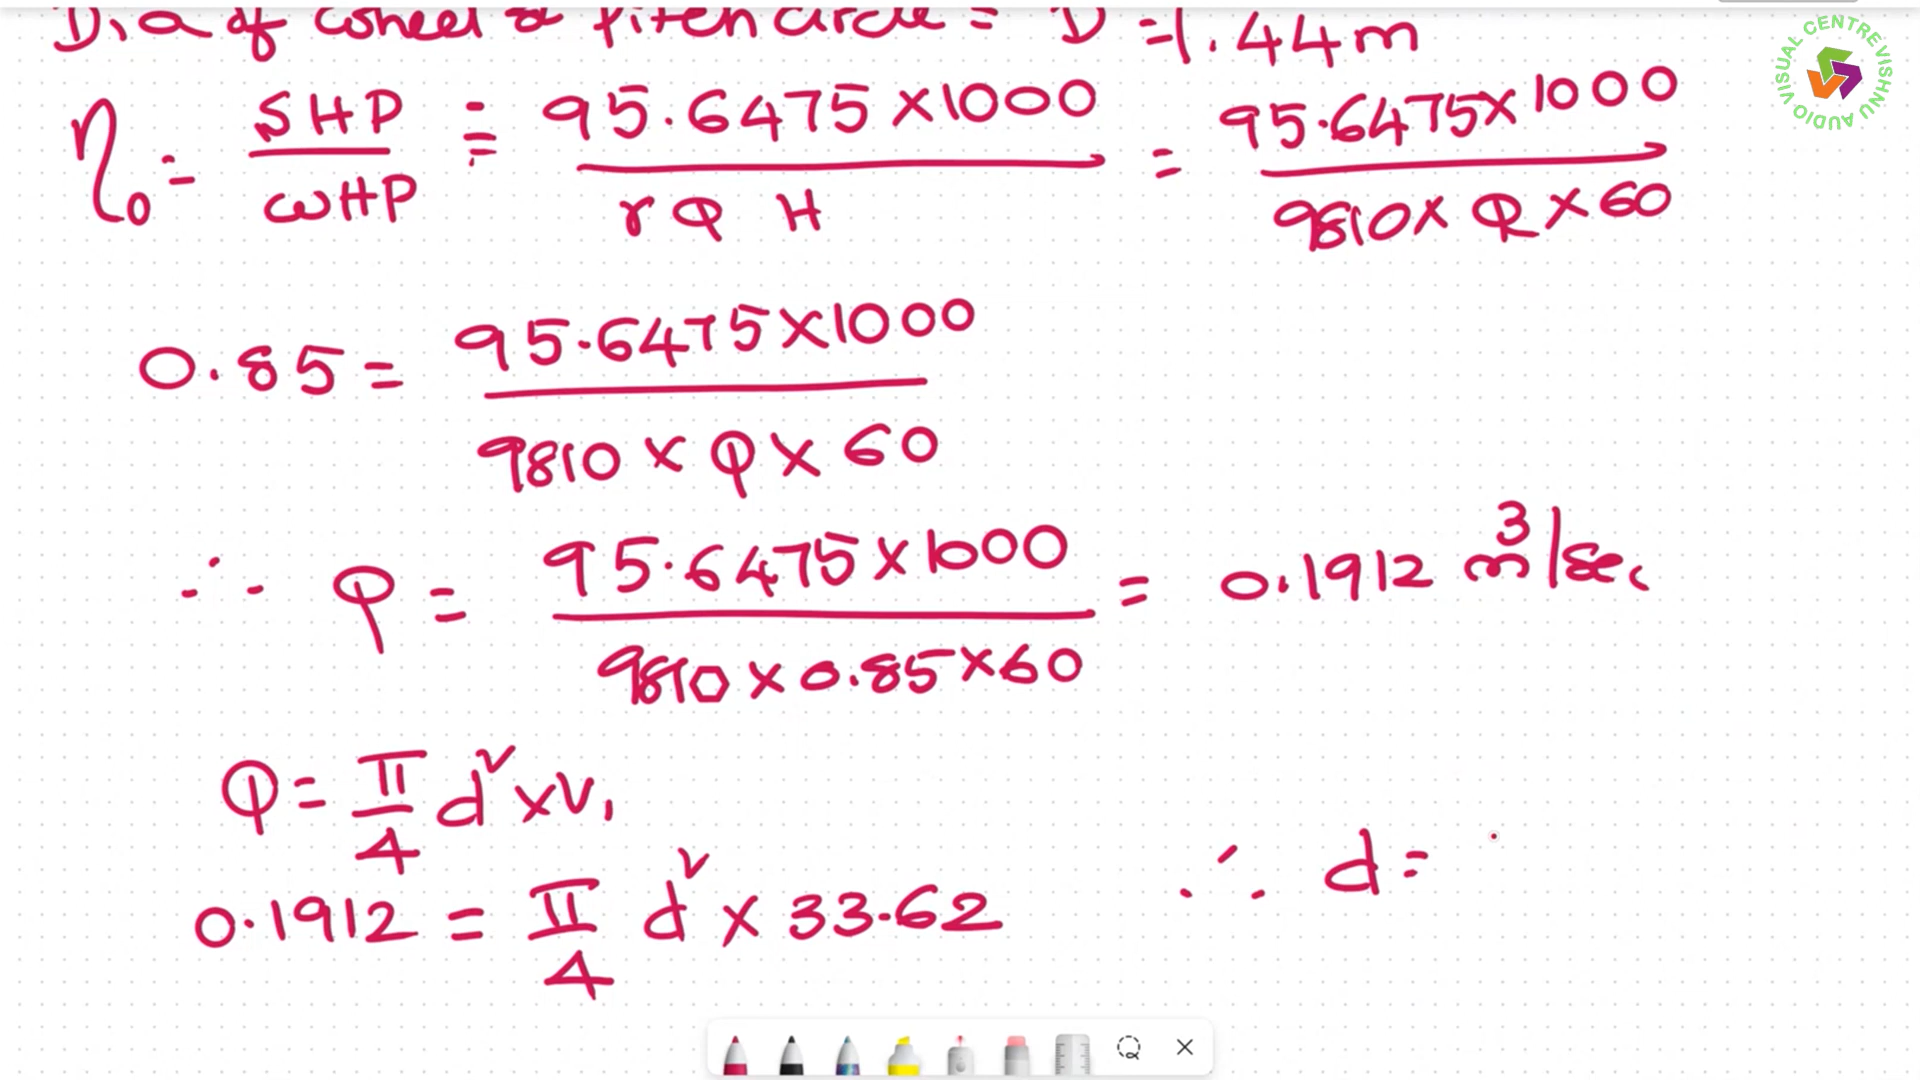 Dia of wheel or Pitch circle = D = 1.44m
η₀ = SHP / WHP = 95.6475 × 1000 / γ Q H = 95.6475 × 1000 / 9810 × Q × 60
0.85 = 95.6475 × 1000 / 9810 × Q × 60
∴ Q = 95.6475 × 1000 / 9810 × 0.85 × 60 = 0.1912 m³/sec
Q = π/4 d² × V₁
0.1912 = π/4 d² × 33.62 ∴ d =
VISHNU AUDIO VISUAL CENTRE